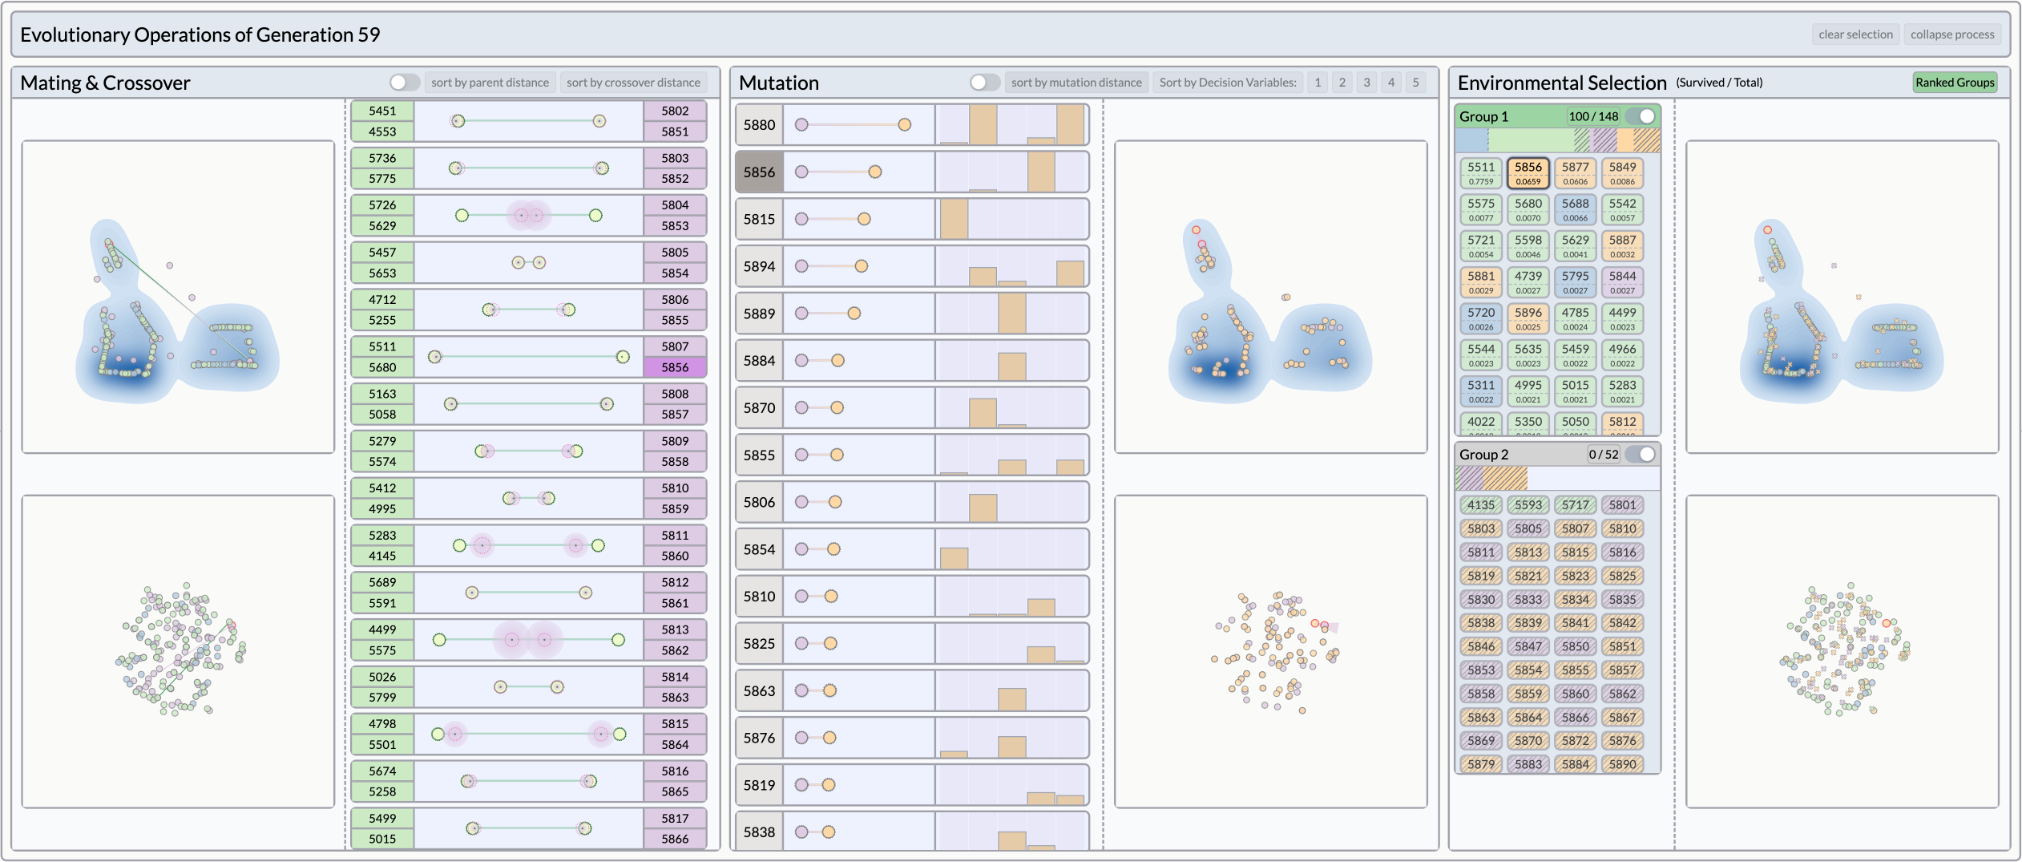 Evolutionary Operations of Generation 59
clear selection collapse process
Mating & Crossover
sort by parent distance sort by crossover distance
5451 5802
4553 5851
5736 5803
5775 5852
5726 5804
5629 5853
5457 5805
5653 5854
4712 5806
5255 5855
5511 5807
5680 5856
5163 5808
5058 5857
5279 5809
5574 5858
5412 5810
4995 5859
5283 5811
4145 5860
5689 5812
5591 5861
4499 5813
5575 5862
5026 5814
5799 5863
4798 5815
5501 5864
5674 5816
5258 5865
5499 5817
5015 5866
Mutation
sort by mutation distance Sort by Decision Variables: 1 2 3 4 5
5880
5856
5815
5894
5889
5884
5870
5855
5806
5854
5810
5825
5863
5876
5819
5838
Environmental Selection (Survived / Total) Ranked Groups
Group 1 100 / 148
5511 5856 5877 5849
0.7759 0.0659 0.0606 0.0086
5575 5680 5688 5542
0.0077 0.0070 0.0066 0.0057
5721 5598 5629 5887
0.0054 0.0046 0.0041 0.0032
5881 4739 5795 5844
0.0029 0.0027 0.0027 0.0027
5720 5896 4785 4499
0.0026 0.0025 0.0024 0.0023
5544 5635 5459 4966
0.0023 0.0023 0.0022 0.0022
5311 4995 5015 5283
0.0022 0.0021 0.0021 0.0021
4022 5350 5050 5812
Group 2 0 / 52
4135 5593 5717 5801
5803 5805 5807 5810
5811 5813 5815 5816
5819 5821 5823 5825
5830 5833 5834 5835
5838 5839 5841 5842
5846 5847 5850 5851
5853 5854 5855 5857
5858 5859 5860 5862
5863 5864 5866 5867
5869 5870 5872 5876
5879 5883 5884 5890